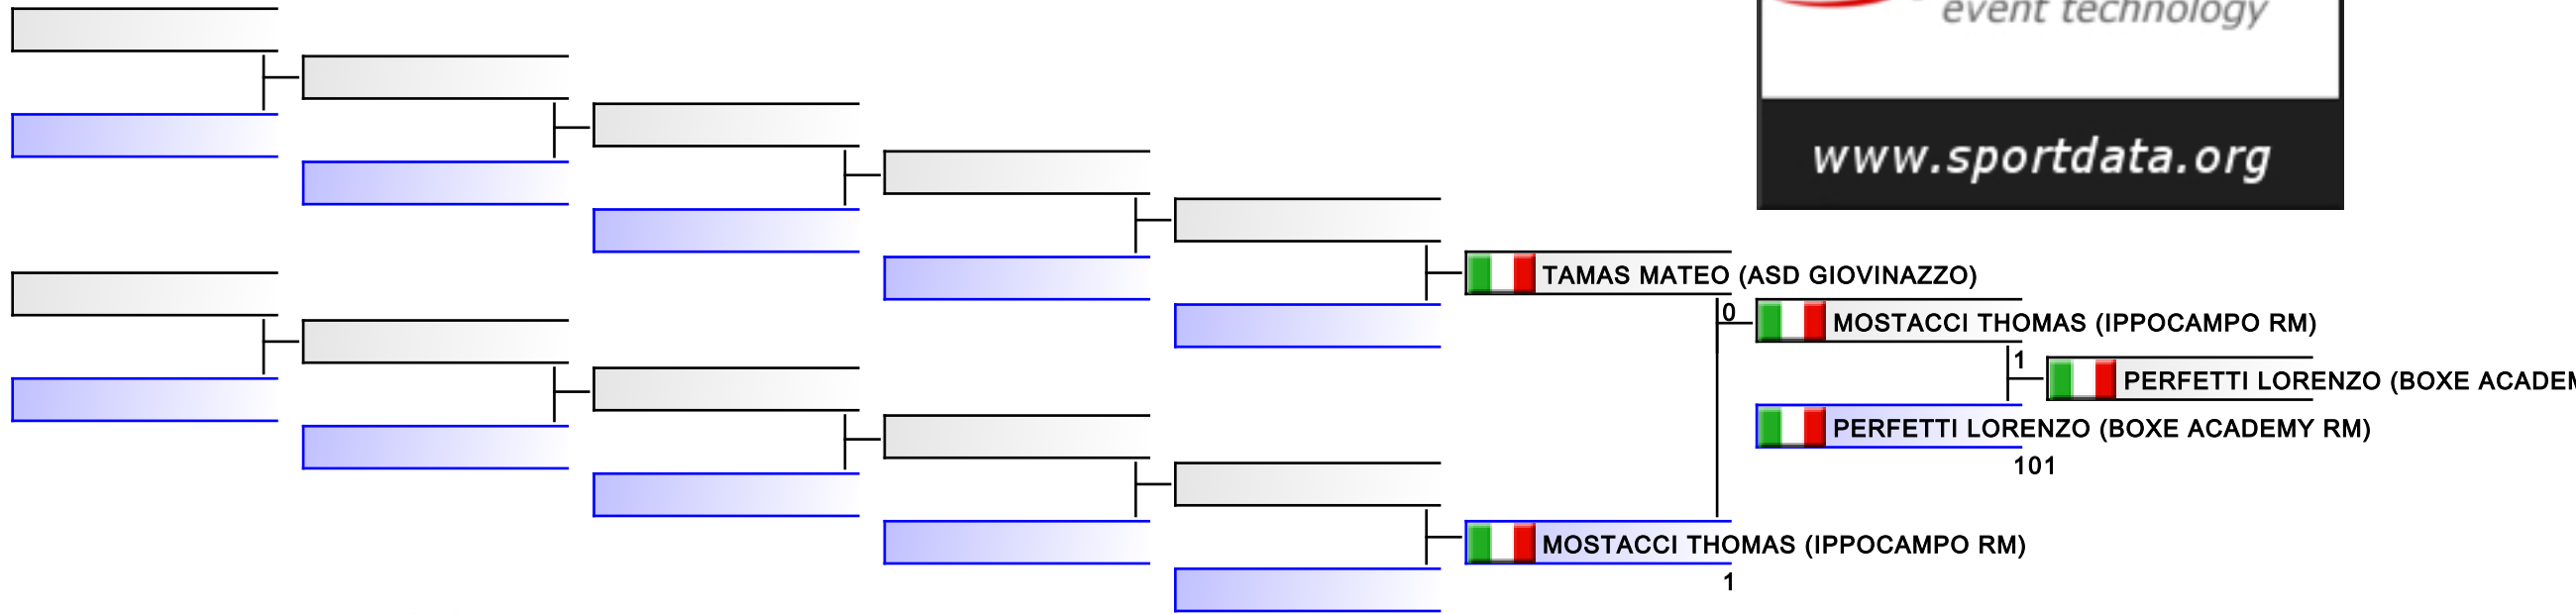 event technology
www.sportdata.org
TAMAS MATEO (ASD GIOVINAZZO)
0
MOSTACCI THOMAS (IPPOCAMPO RM)
1
PERFETTI LORENZO (BOXE ACADEM
PERFETTI LORENZO (BOXE ACADEMY RM)
101
MOSTACCI THOMAS (IPPOCAMPO RM)
1